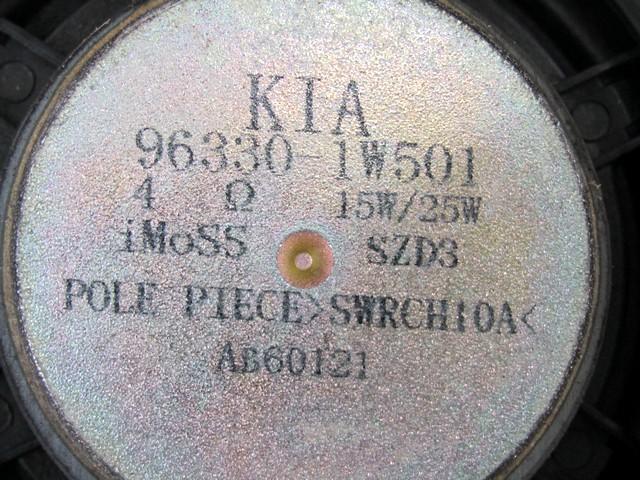 KIA
96330-1W501
4 Ω 15W/25W
iMoSS SZD3
POLE PIECE>SWRCH10A<
AB60121